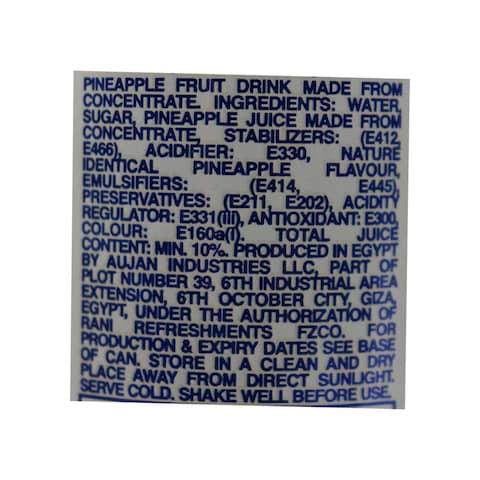 PINEAPPLE FRUIT DRINK MADE FROM
CONCENTRATE. INGREDIENTS: WATER,
SUGAR, PINEAPPLE JUICE MADE FROM
CONCENTRATE, STABILIZERS: (E412,
E466), ACIDIFIER: E330, NATURE
IDENTICAL PINEAPPLE FLAVOUR,
EMULSIFIERS: (E414, E445),
PRESERVATIVES: (E211, E202), ACIDITY
REGULATOR: E331(iii), ANTIOXIDANT: E300,
COLOUR: E160a(i). TOTAL JUICE
CONTENT: MIN. 10%. PRODUCED IN EGYPT
BY AUJAN INDUSTRIES LLC, PART OF
PLOT NUMBER 39, 6TH INDUSTRIAL AREA
EXTENSION, 6TH OCTOBER CITY, GIZA,
EGYPT, UNDER THE AUTHORIZATION OF
RANI REFRESHMENTS FZCO. FOR
PRODUCTION & EXPIRY DATES SEE BASE
OF CAN. STORE IN A CLEAN AND DRY
PLACE AWAY FROM DIRECT SUNLIGHT.
SERVE COLD. SHAKE WELL BEFORE USE.